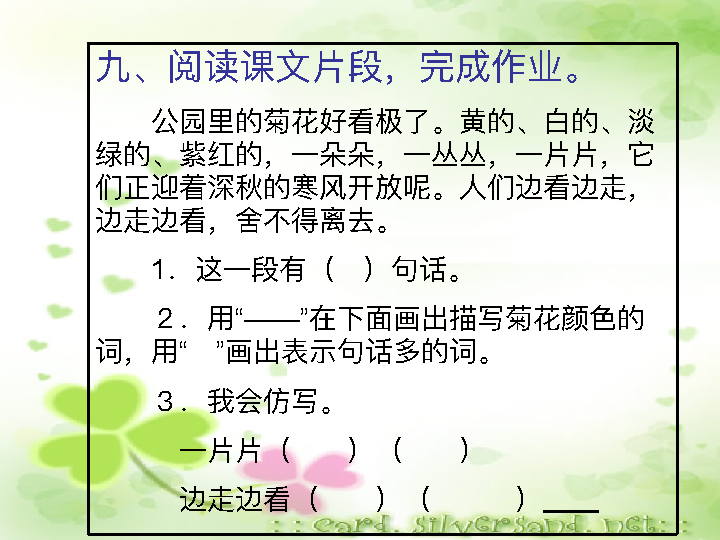 九、阅读课文片段，完成作业。
公园里的菊花好看极了。黄的、白的、淡
绿的、紫红的，一朵朵，一丛丛，一片片，它
们正迎着深秋的寒风开放呢。人们边看边走，
边走边看，舍不得离去。
1．这一段有（　）句话。
２．用“——”在下面画出描写菊花颜色的
词，用“　”画出表示句话多的词。
３．我会仿写。
一片片（　　）（　　）
边走边看（　　）（　　　）____
: : card. silversand. net: :